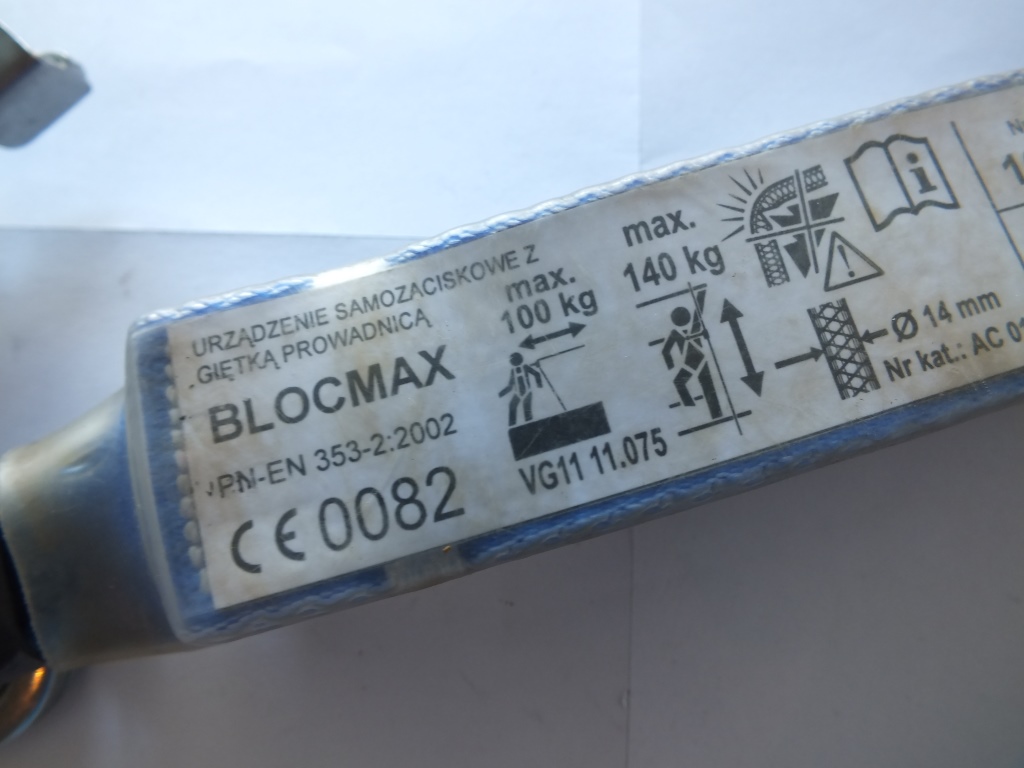 URZĄDZENIE SAMOZACISKOWE Z
GIĘTKĄ PROWADNICĄ
BLOCMAX
PN-EN 353-2:2002
CE 0082
max.
100 kg
VG11 11.075
max.
140 kg
i
!
Ø 14 mm
Nr kat.: AC 01